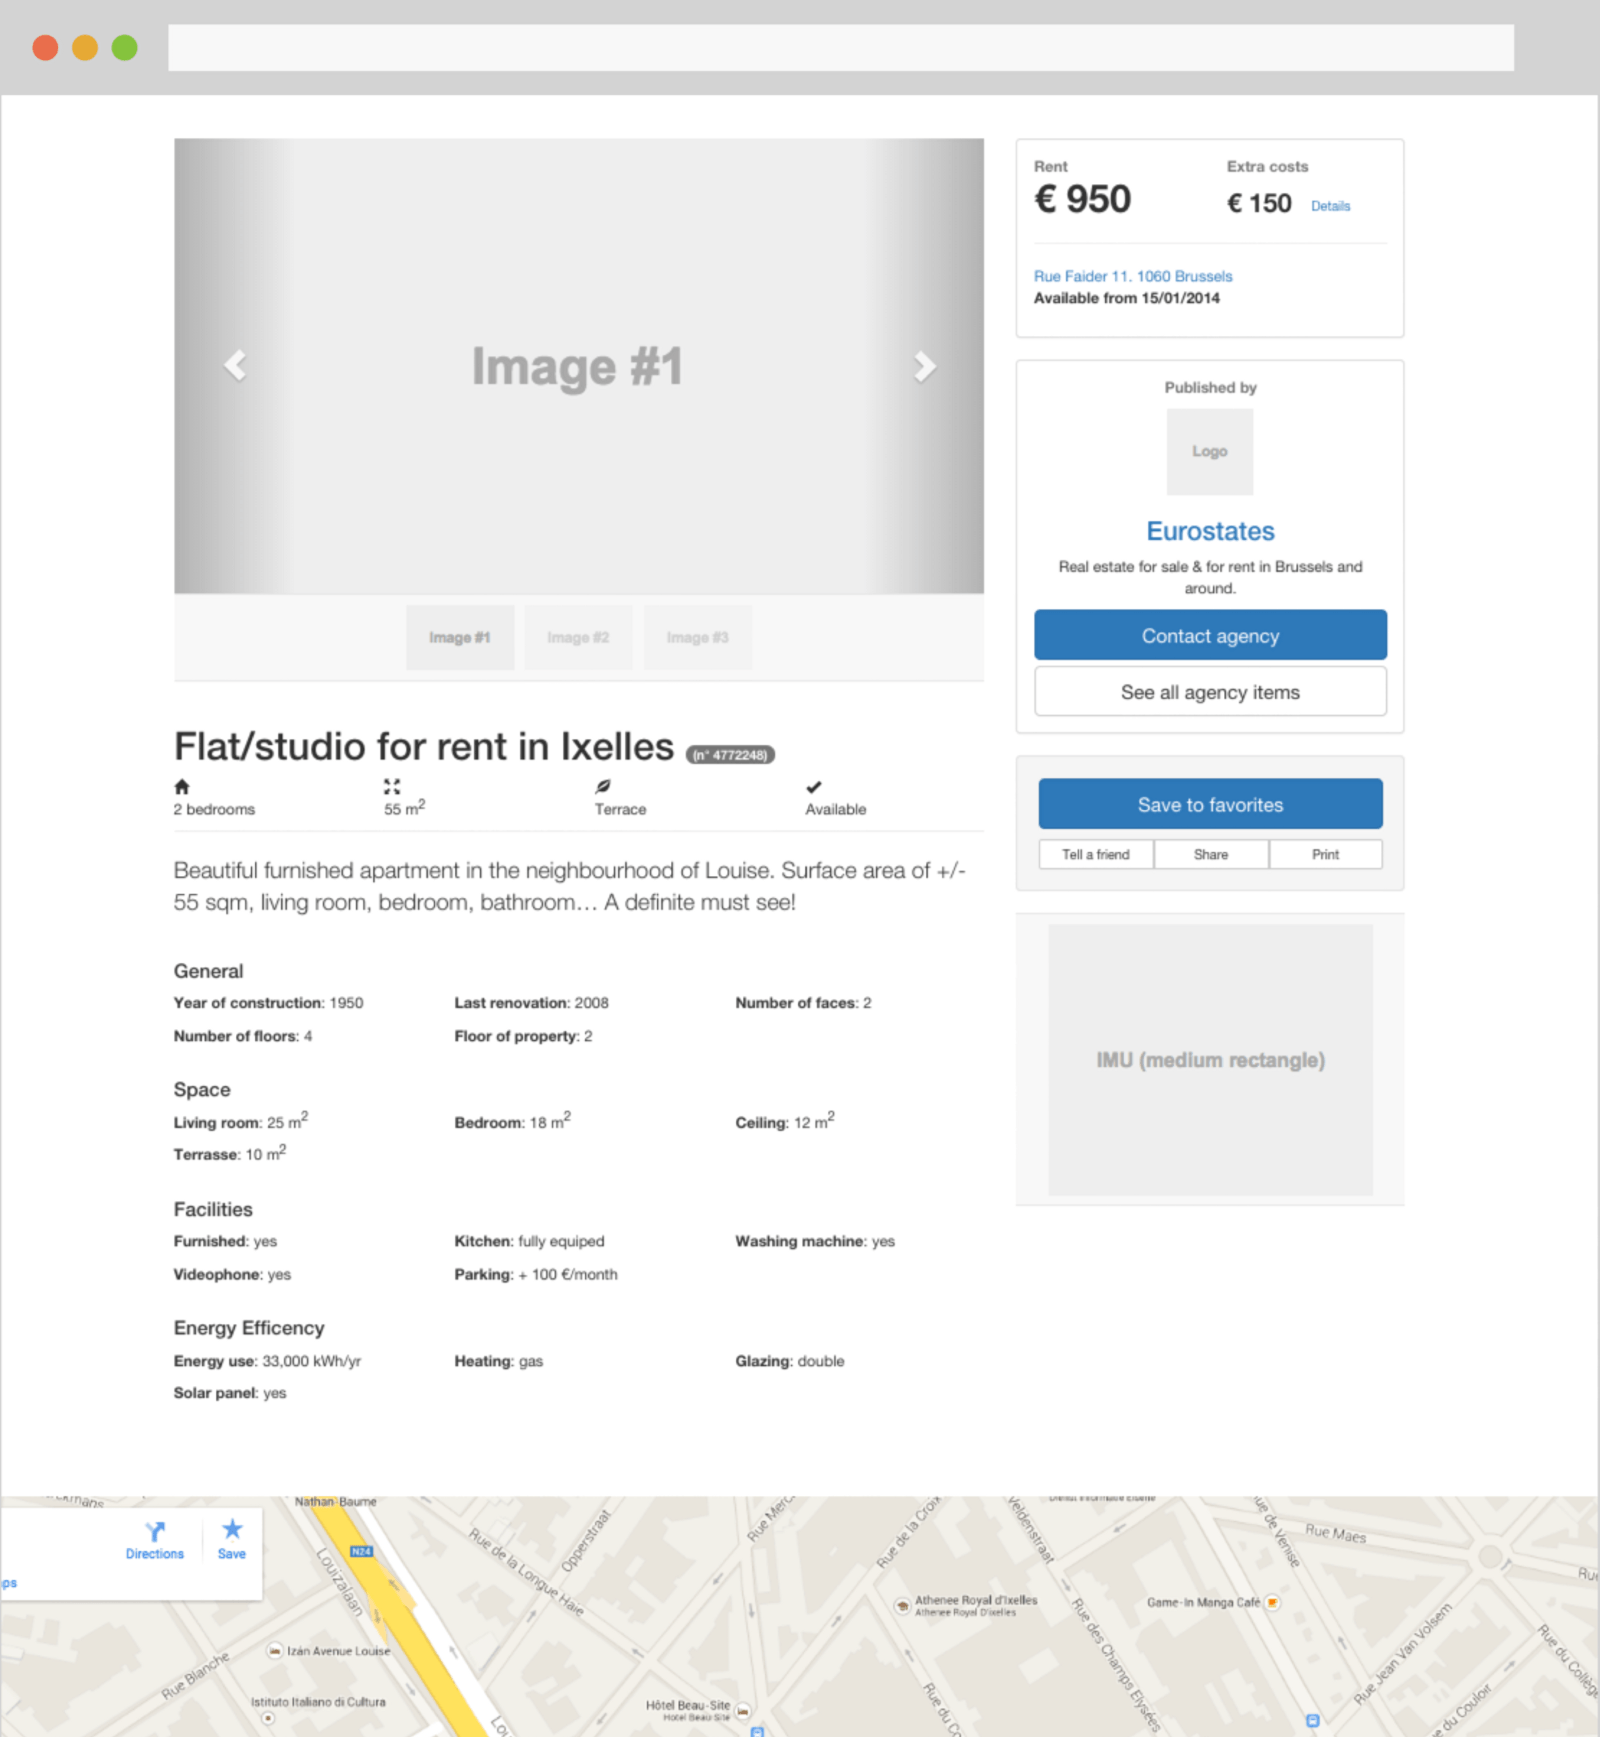 Image #1
Image #1
Image #2
Image #3
Rent
€ 950
Extra costs
€ 150 Details
Rue Faider 11. 1060 Brussels
Available from 15/01/2014
Published by
Logo
Eurostates
Real estate for sale & for rent in Brussels and
around.
Contact agency
See all agency items
Save to favorites
Tell a friend
Share
Print
IMU (medium rectangle)
Flat/studio for rent in Ixelles (n° 4772248)
2 bedrooms
55 m²
Terrace
Available
Beautiful furnished apartment in the neighbourhood of Louise. Surface area of +/-
55 sqm, living room, bedroom, bathroom… A definite must see!
General
Year of construction: 1950
Last renovation: 2008
Number of faces: 2
Number of floors: 4
Floor of property: 2
Space
Living room: 25 m²
Bedroom: 18 m²
Ceiling: 12 m²
Terrasse: 10 m²
Facilities
Furnished: yes
Kitchen: fully equiped
Washing machine: yes
Videophone: yes
Parking: + 100 €/month
Energy Efficency
Energy use: 33,000 kWh/yr
Heating: gas
Glazing: double
Solar panel: yes
Nathan-Baume
Directions
Save
ps
N24
Louizalaan
Rue de la Longue Haie
Opperstraat
Rue Merc
Rue de la Croix
Veldenstraat
Rue de Venise
Rue Maes
Ru
Athenee Royal d'Ixelles
Athenee Royal D'ixelles
Game-In Manga Café
Rue des Champs Elysées
Rue Jean Van Volsem
Rue du Collèg
Izán Avenue Louise
Rue Blanche
Istituto Italiano di Cultura
Lou
Hôtel Beau-Site
Hotel Beau Site
Rue du Co
e du Couloir